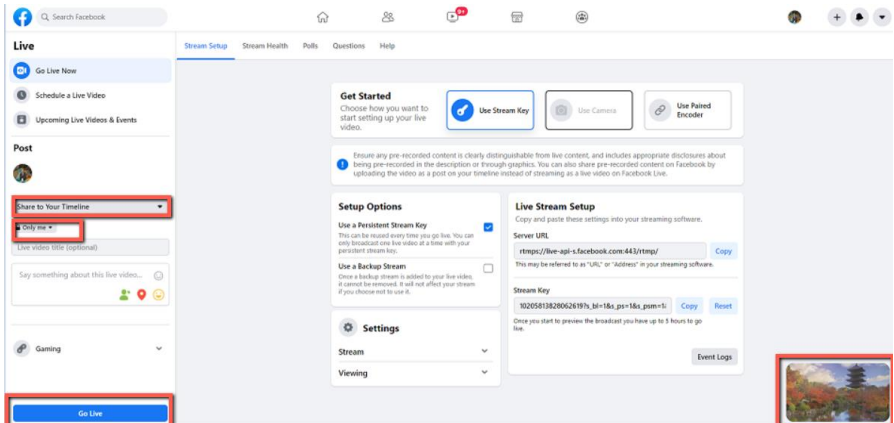 Search Facebook
9+
Live
Go Live Now
Schedule a Live Video
Upcoming Live Videos & Events
Post
Share to Your Timeline
Only me
Live video title (optional)
Say something about this live video...
Gaming
Go Live
Stream Setup Stream Health Polls Questions Help
Get Started
Choose how you want to
start setting up your live
video.
Use Stream Key
Use Camera
Use Paired
Encoder
Ensure any pre-recorded content is clearly distinguishable from live content, and includes appropriate disclosures about
being pre-recorded in the description or through graphics. You can also share pre-recorded content on Facebook by
uploading the video as a post on your timeline instead of streaming as a live video on Facebook Live.
Setup Options
Use a Persistent Stream Key
This can be reused every time you go live. You can
only broadcast one live video at a time with your
persistent stream key.
Use a Backup Stream
Once a backup stream is added to your live video,
it cannot be removed. It will not affect your stream
if you choose not to use it.
Settings
Stream
Viewing
Live Stream Setup
Copy and paste these settings into your streaming software.
Server URL
rtmps://live-api-s.facebook.com:443/rtmp/ Copy
This may be referred to as "URL" or "Address" in your streaming software.
Stream Key
Copy Reset
Once you start to preview the broadcast you have up to 5 hours to go
live.
Event Logs